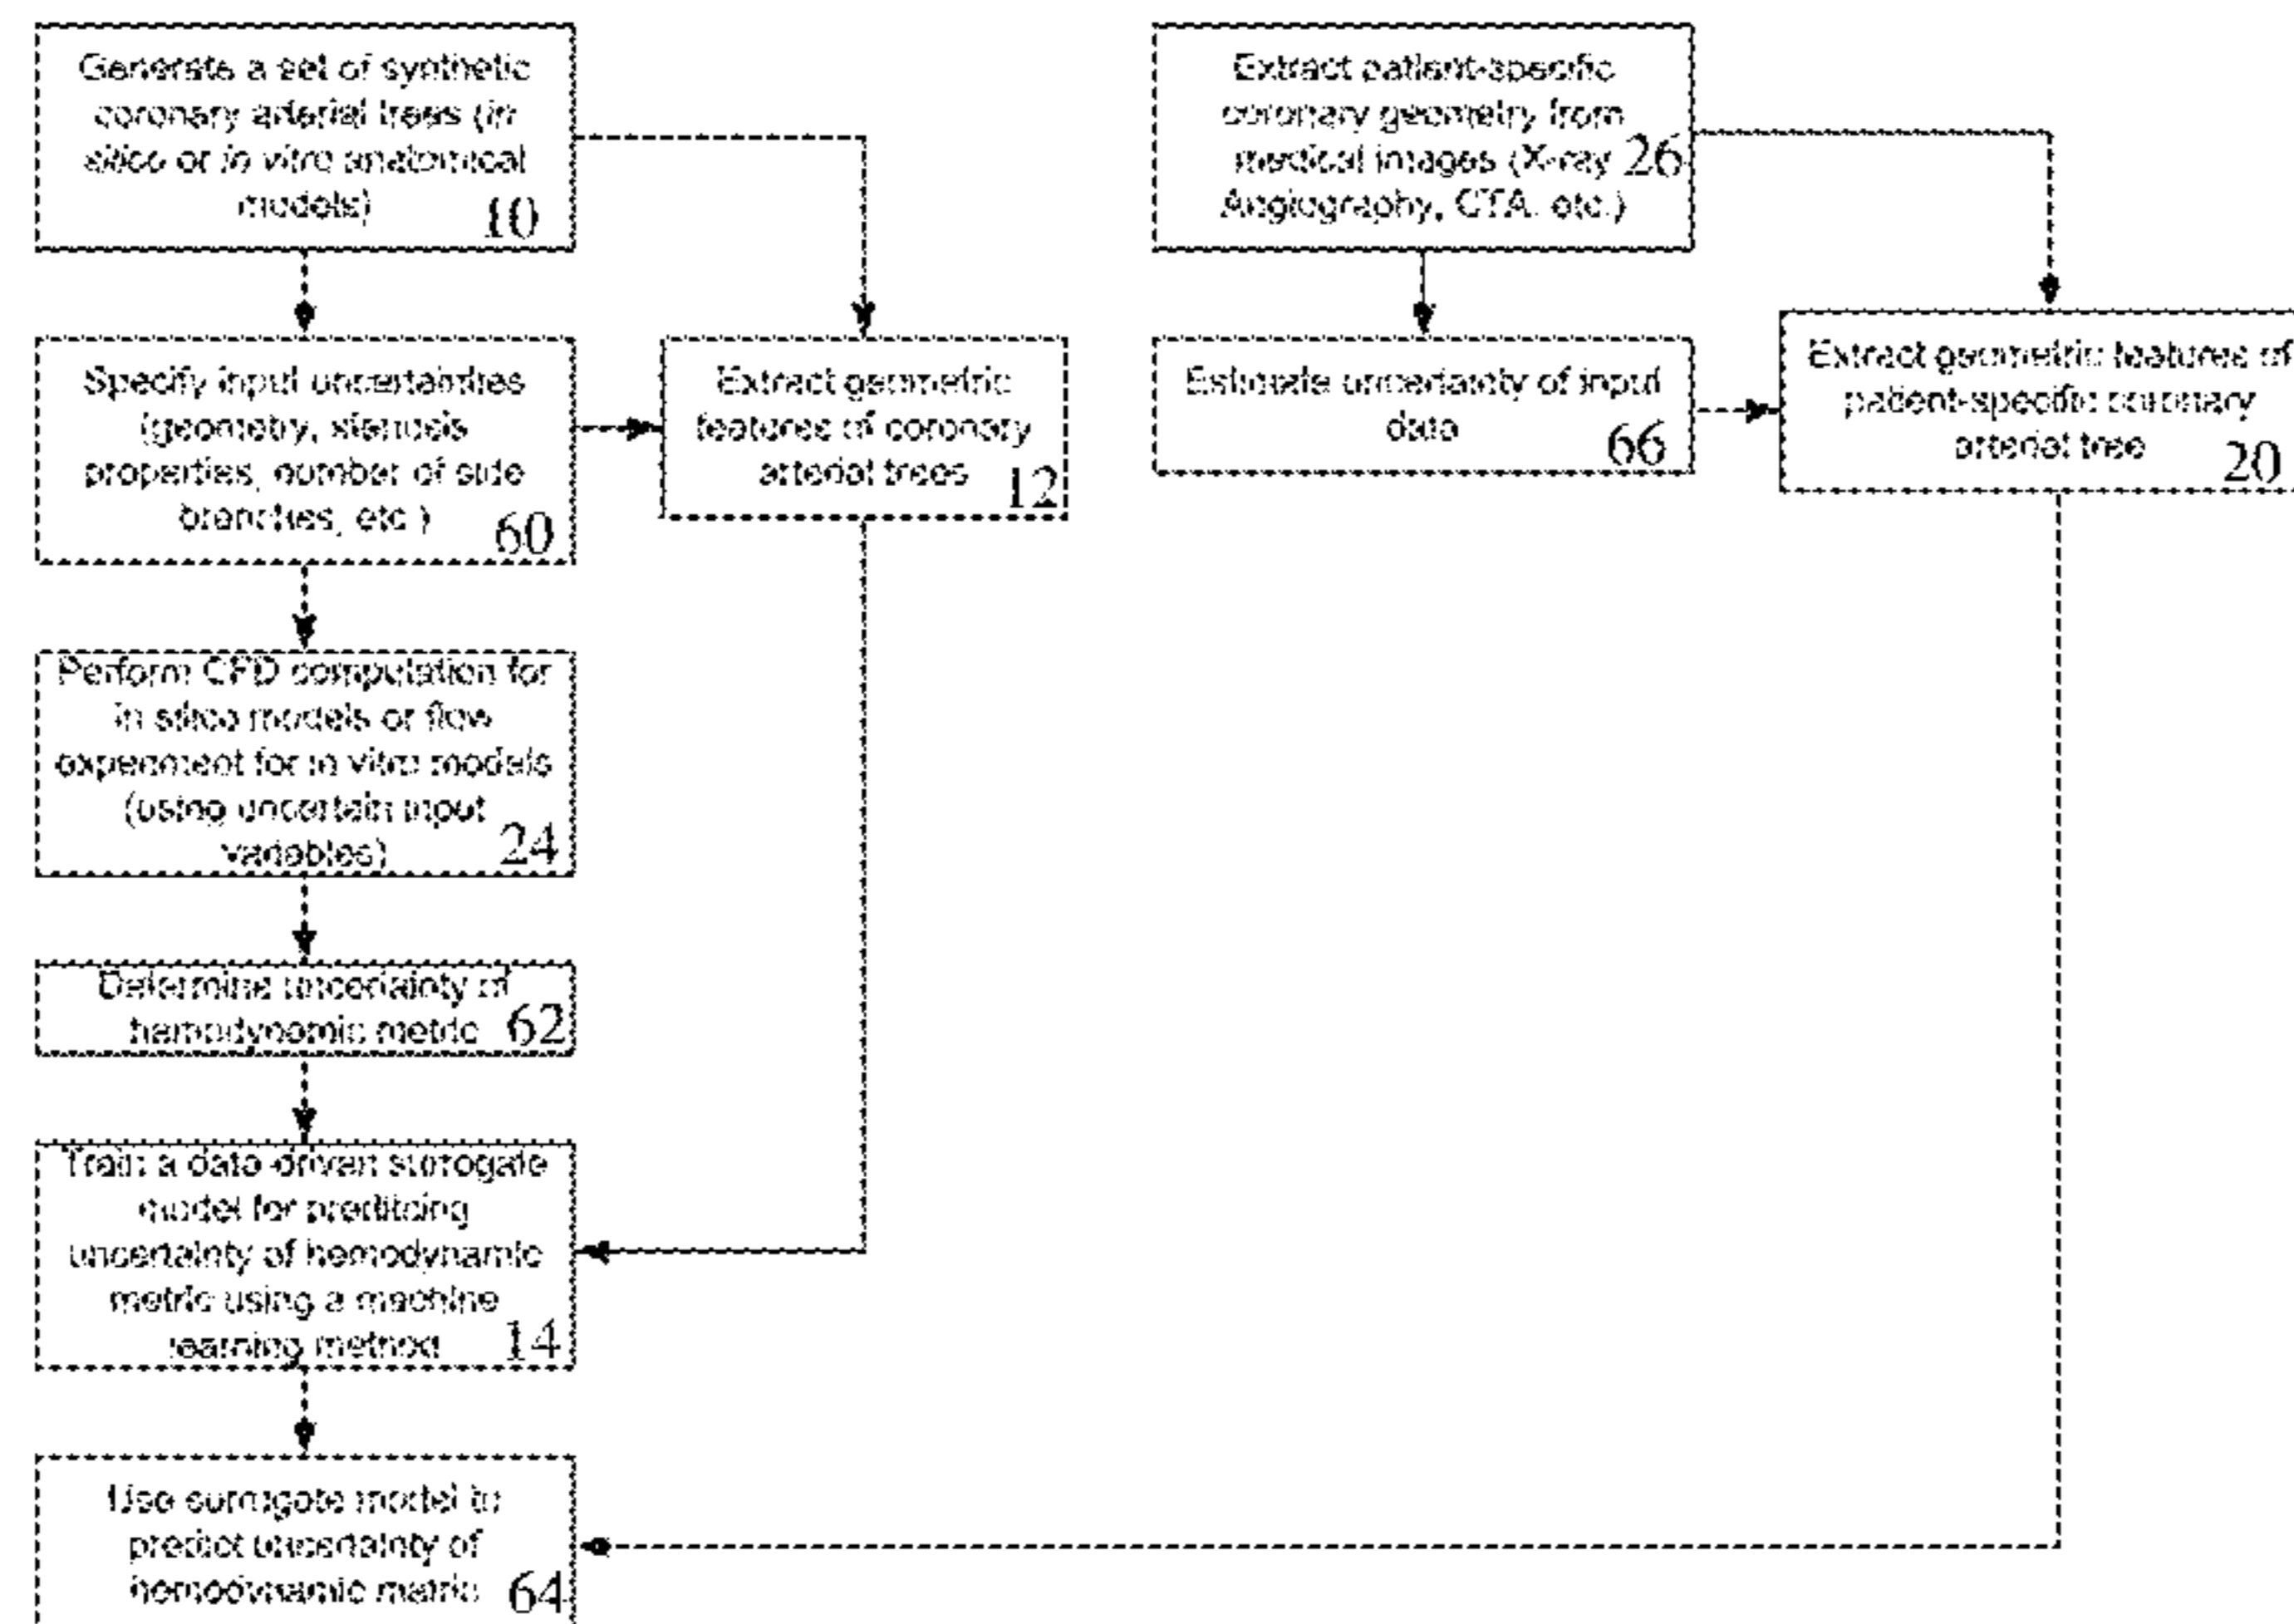 Generate a set of synthetic
coronary arterial trees (in
silico or in vitro anatomical
models) 10
Specify input uncertainties
(geometry, stenosis
properties, number of side
branches, etc.) 60
Extract geometric
features of coronary
arterial trees 12
Perform CFD computation for
in silico models or flow
experiment for in vitro models
(using uncertain input
variables) 24
Determine uncertainty of
hemodynamic metric 62
Train a data-driven surrogate
model for predicting
uncertainty of hemodynamic
metric using a machine
learning method 14
Use surrogate model to
predict uncertainty of
hemodynamic metric 64
Extract patient-specific
coronary geometry from
medical images (X-ray 26
Angiography, CTA, etc.)
Estimate uncertainty of input
data 66
Extract geometric features of
patient-specific coronary
arterial tree 20